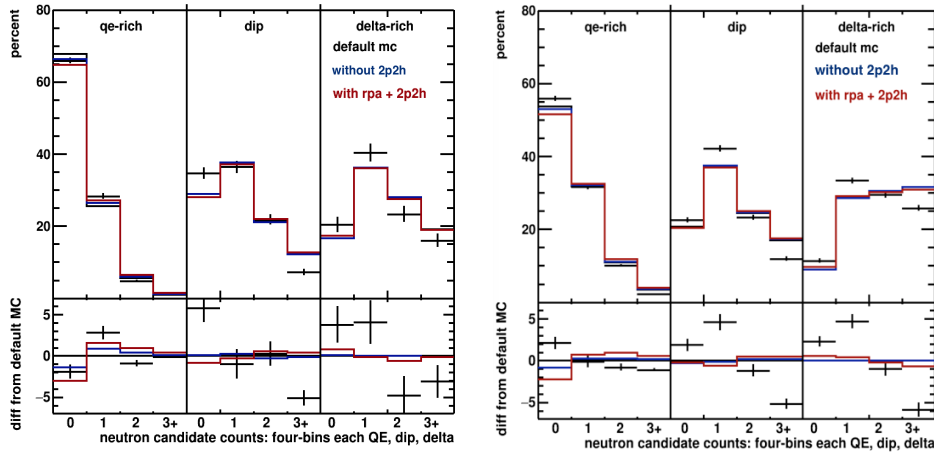 percent
80
60
40
20
0
qe-rich
dip
delta-rich
default mc
without 2p2h
with rpa + 2p2h
diff from default MC
5
0
−5
0 1 2 3+ 0 1 2 3+ 0 1 2 3+
neutron candidate counts: four-bins each QE, dip, delta
percent
80
60
40
20
0
qe-rich
dip
delta-rich
default mc
without 2p2h
with rpa + 2p2h
diff from default MC
5
0
−5
0 1 2 3+ 0 1 2 3+ 0 1 2 3+
neutron candidate counts: four-bins each QE, dip, delta